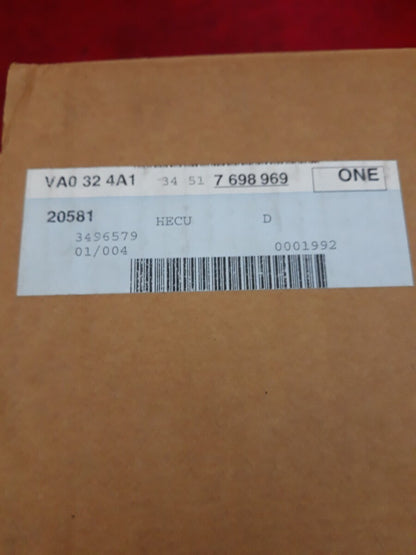 VA0 32 4A1 34 51 7 698 969 ONE
20581 HECU D
3496579
01/004 0001992